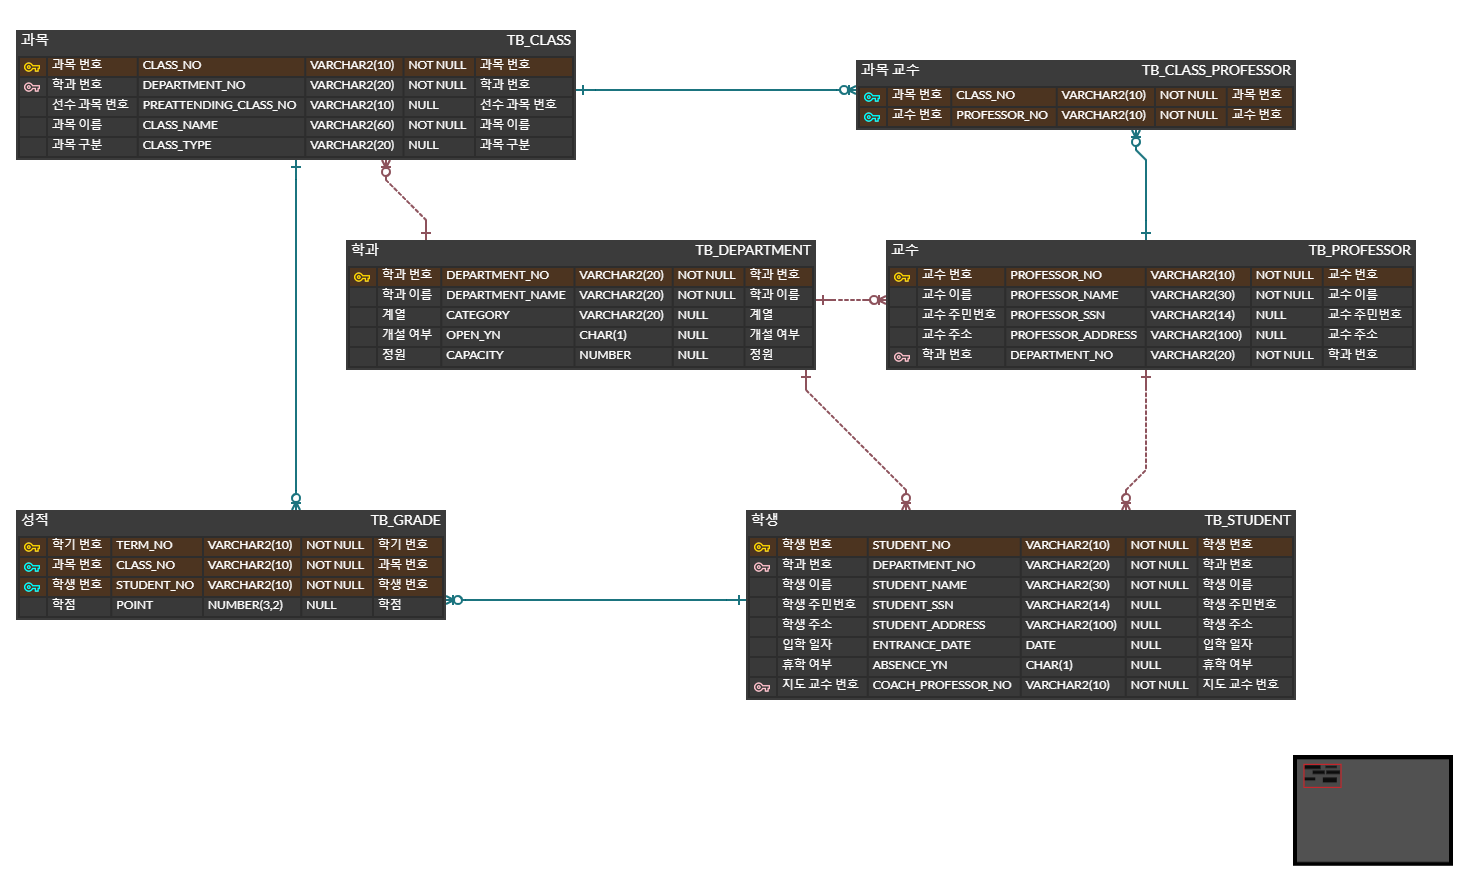 과목 TB_CLASS
과목 번호 CLASS_NO VARCHAR2(10) NOT NULL 과목 번호
학과 번호 DEPARTMENT_NO VARCHAR2(20) NOT NULL 학과 번호
선수 과목 번호 PREATTENDING_CLASS_NO VARCHAR2(10) NULL 선수 과목 번호
과목 이름 CLASS_NAME VARCHAR2(60) NOT NULL 과목 이름
과목 구분 CLASS_TYPE VARCHAR2(20) NULL 과목 구분
과목 교수 TB_CLASS_PROFESSOR
과목 번호 CLASS_NO VARCHAR2(10) NOT NULL 과목 번호
교수 번호 PROFESSOR_NO VARCHAR2(10) NOT NULL 교수 번호
학과 TB_DEPARTMENT
학과 번호 DEPARTMENT_NO VARCHAR2(20) NOT NULL 학과 번호
학과 이름 DEPARTMENT_NAME VARCHAR2(20) NOT NULL 학과 이름
계열 CATEGORY VARCHAR2(20) NULL 계열
개설 여부 OPEN_YN CHAR(1) NULL 개설 여부
정원 CAPACITY NUMBER NULL 정원
교수 TB_PROFESSOR
교수 번호 PROFESSOR_NO VARCHAR2(10) NOT NULL 교수 번호
교수 이름 PROFESSOR_NAME VARCHAR2(30) NOT NULL 교수 이름
교수 주민번호 PROFESSOR_SSN VARCHAR2(14) NULL 교수 주민번호
교수 주소 PROFESSOR_ADDRESS VARCHAR2(100) NULL 교수 주소
학과 번호 DEPARTMENT_NO VARCHAR2(20) NOT NULL 학과 번호
성적 TB_GRADE
학기 번호 TERM_NO VARCHAR2(10) NOT NULL 학기 번호
과목 번호 CLASS_NO VARCHAR2(10) NOT NULL 과목 번호
학생 번호 STUDENT_NO VARCHAR2(10) NOT NULL 학생 번호
학점 POINT NUMBER(3,2) NULL 학점
학생 TB_STUDENT
학생 번호 STUDENT_NO VARCHAR2(10) NOT NULL 학생 번호
학과 번호 DEPARTMENT_NO VARCHAR2(20) NOT NULL 학과 번호
학생 이름 STUDENT_NAME VARCHAR2(30) NOT NULL 학생 이름
학생 주민번호 STUDENT_SSN VARCHAR2(14) NULL 학생 주민번호
학생 주소 STUDENT_ADDRESS VARCHAR2(100) NULL 학생 주소
입학 일자 ENTRANCE_DATE DATE NULL 입학 일자
휴학 여부 ABSENCE_YN CHAR(1) NULL 휴학 여부
지도 교수 번호 COACH_PROFESSOR_NO VARCHAR2(10) NOT NULL 지도 교수 번호